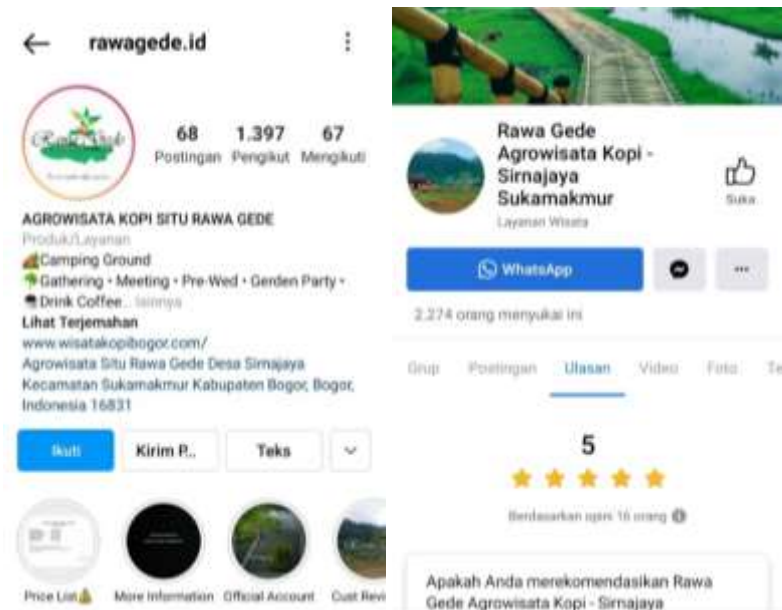 rawagede.id
68
1.397
67
Postingan
Pengikut
Mengikuti
AGROWISATA KOPI SITU RAWA GEDE
Produk/Layanan
Camping Ground
Gathering • Meeting • Pre-Wed • Gerden Party •
Drink Coffee... lainnya
Lihat Terjemahan
www.wisatakopibogor.com/
Agrowisata Situ Rawa Gede Desa Sirnajaya
Kecamatan Sukamakmur Kabupaten Bogor, Bogor,
Indonesia 16831
Ikuti
Kirim P...
Teks
Price List
More Information
Official Account
Cust Revi
Rawa Gede
Agrowisata Kopi -
Sirnajaya
Sukamakmur
Layanan Wisata
Suka
WhatsApp
2.274 orang menyukai ini
Grup
Postingan
Ulasan
Video
Foto
Te
5
Berdasarkan opini 16 orang
Apakah Anda merekomendasikan Rawa
Gede Agrowisata Kopi - Sirnajaya